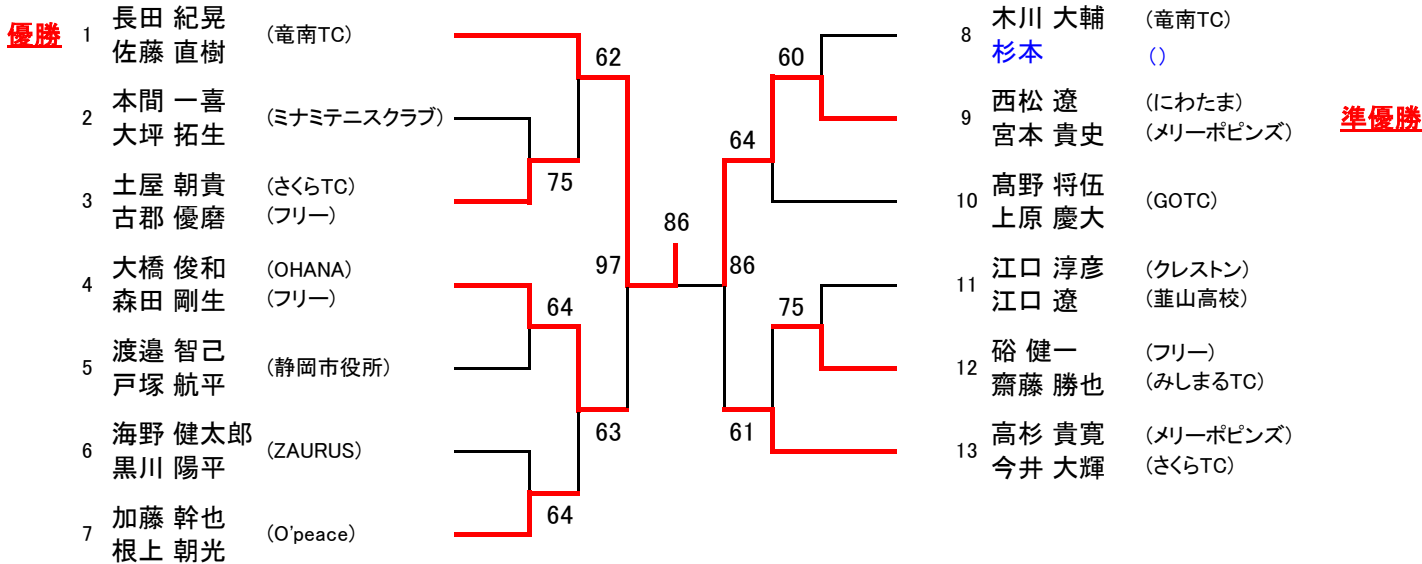 優勝
1 長田 紀晃 (竜南TC)
佐藤 直樹
2 本間 一喜 (ミナミテニスクラブ)
大坪 拓生
3 土屋 朝貴 (さくらTC)
古郡 優磨 (フリー)
4 大橋 俊和 (OHANA)
森田 剛生 (フリー)
5 渡邉 智己 (静岡市役所)
戸塚 航平
6 海野 健太郎 (ZAURUS)
黒川 陽平
7 加藤 幹也 (O'peace)
根上 朝光
62
75
97
64
63
64
86
60
64
86
75
61
8 木川 大輔 (竜南TC)
杉本 ()
9 西松 遼 (にわたま)
宮本 貴史 (メリーポピンズ)
準優勝
10 髙野 将伍 (GOTC)
上原 慶大
11 江口 淳彦 (クレストン)
江口 遼 (韮山高校)
12 硲 健一 (フリー)
齋藤 勝也 (みしまるTC)
13 高杉 貴寛 (メリーポピンズ)
今井 大輝 (さくらTC)